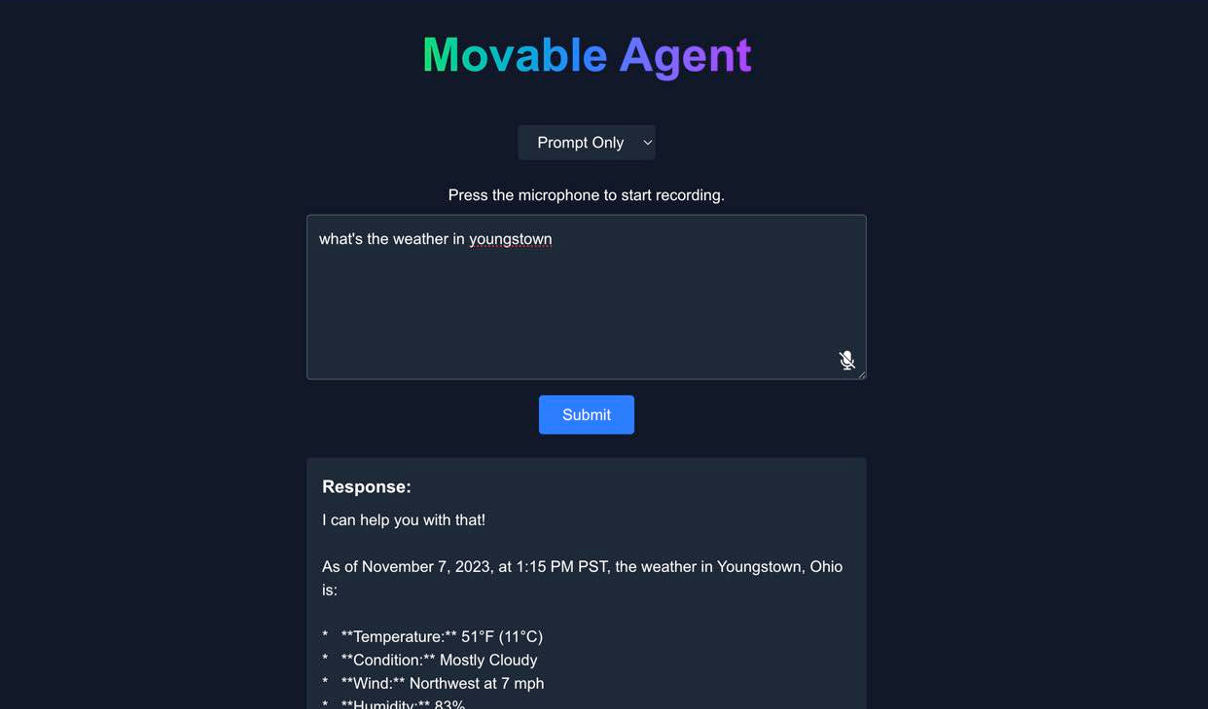 Movable Agent
Prompt Only
Press the microphone to start recording.
what's the weather in youngstown
Submit
Response:
I can help you with that!
As of November 7, 2023, at 1:15 PM PST, the weather in Youngstown, Ohio
is:
* **Temperature:** 51°F (11°C)
* **Condition:** Mostly Cloudy
* **Wind:** Northwest at 7 mph
* **Humidity:** 83%